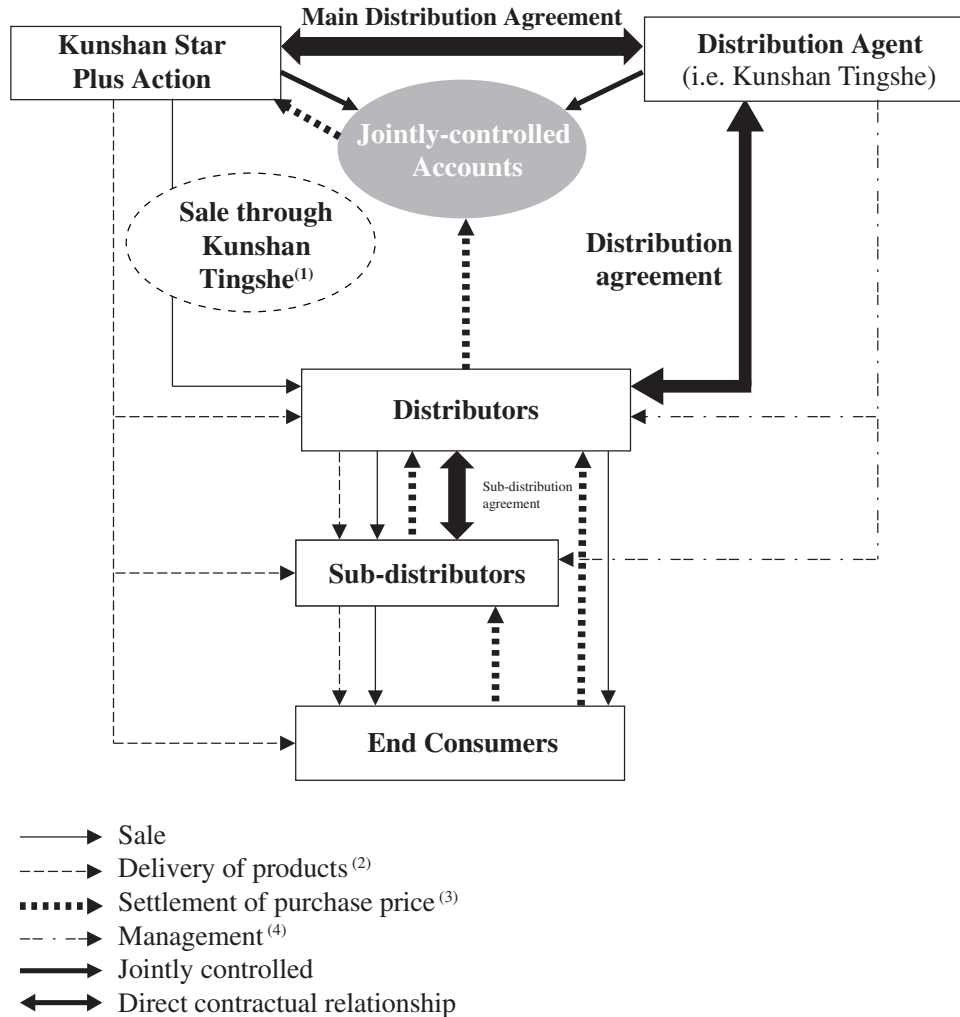 Main Distribution Agreement
Kunshan Star
Plus Action
Distribution Agent
(i.e. Kunshan Tingshe)
Jointly-controlled
Accounts
Sale through
Kunshan
Tingshe(1)
Distribution
agreement
Distributors
Sub-distribution
agreement
Sub-distributors
End Consumers
Sale
Delivery of products (2)
Settlement of purchase price (3)
Management (4)
Jointly controlled
Direct contractual relationship